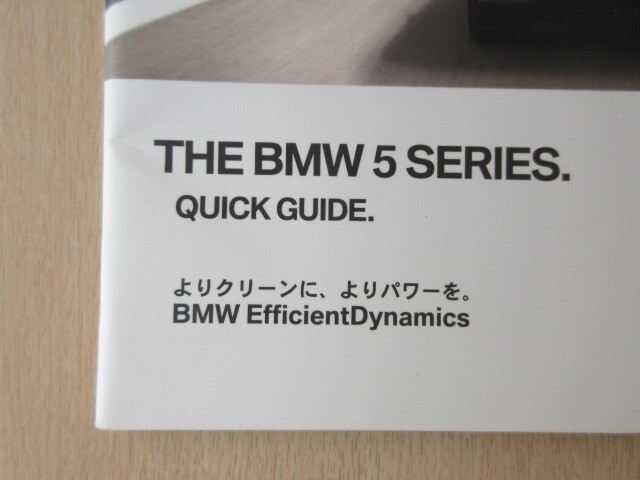 THE BMW 5 SERIES.
QUICK GUIDE.
よりクリーンに、よりパワーを。
BMW EfficientDynamics